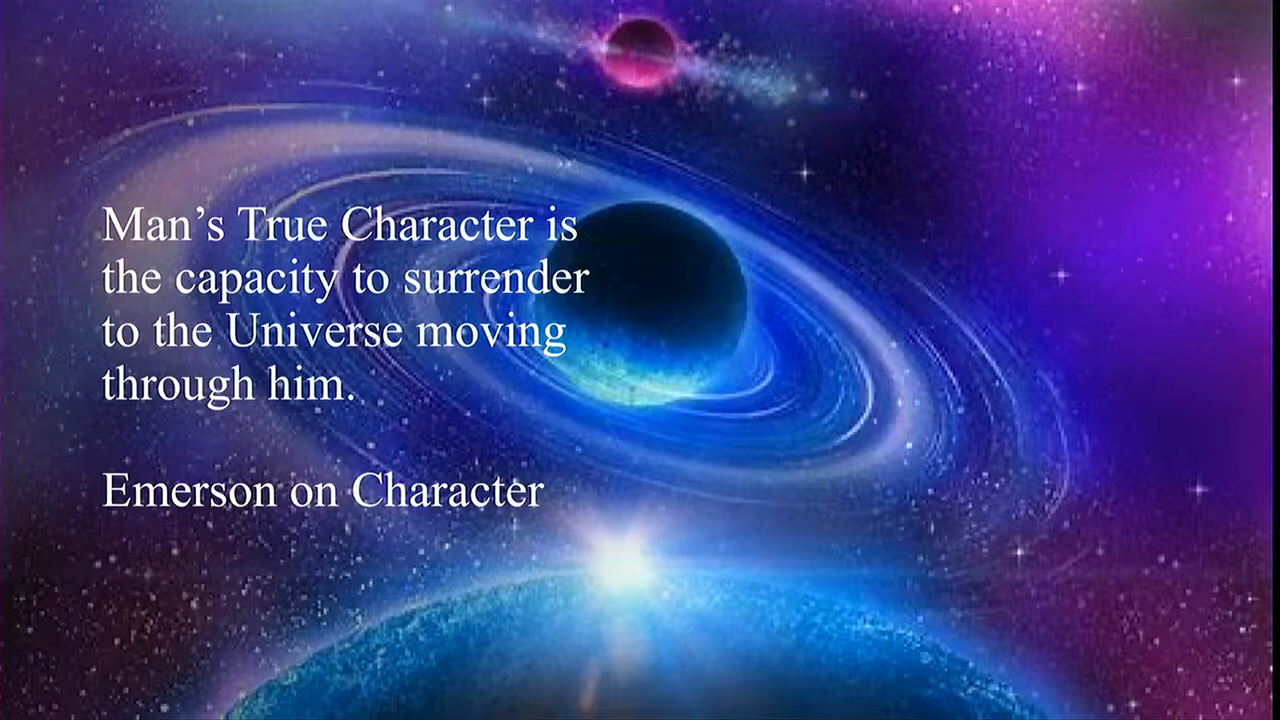 Man’s True Character is
the capacity to surrender
to the Universe moving
through him.
Emerson on Character